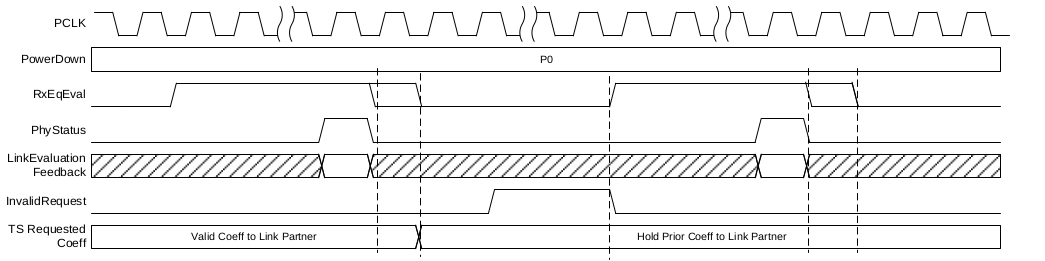 PCLK
PowerDown
P0
RxEqEval
PhyStatus
LinkEvaluation
Feedback
InvalidRequest
TS Requested
Coeff
Valid Coeff to Link Partner
Hold Prior Coeff to Link Partner